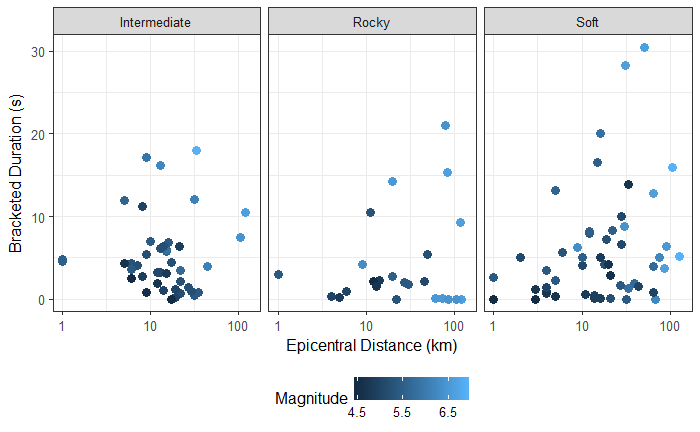 Intermediate Rocky Soft
30
20
10
0
Bracketed Duration (s)
1 10 100 1 10 100 1 10 100
Epicentral Distance (km)
Magnitude
4.5 5.5 6.5